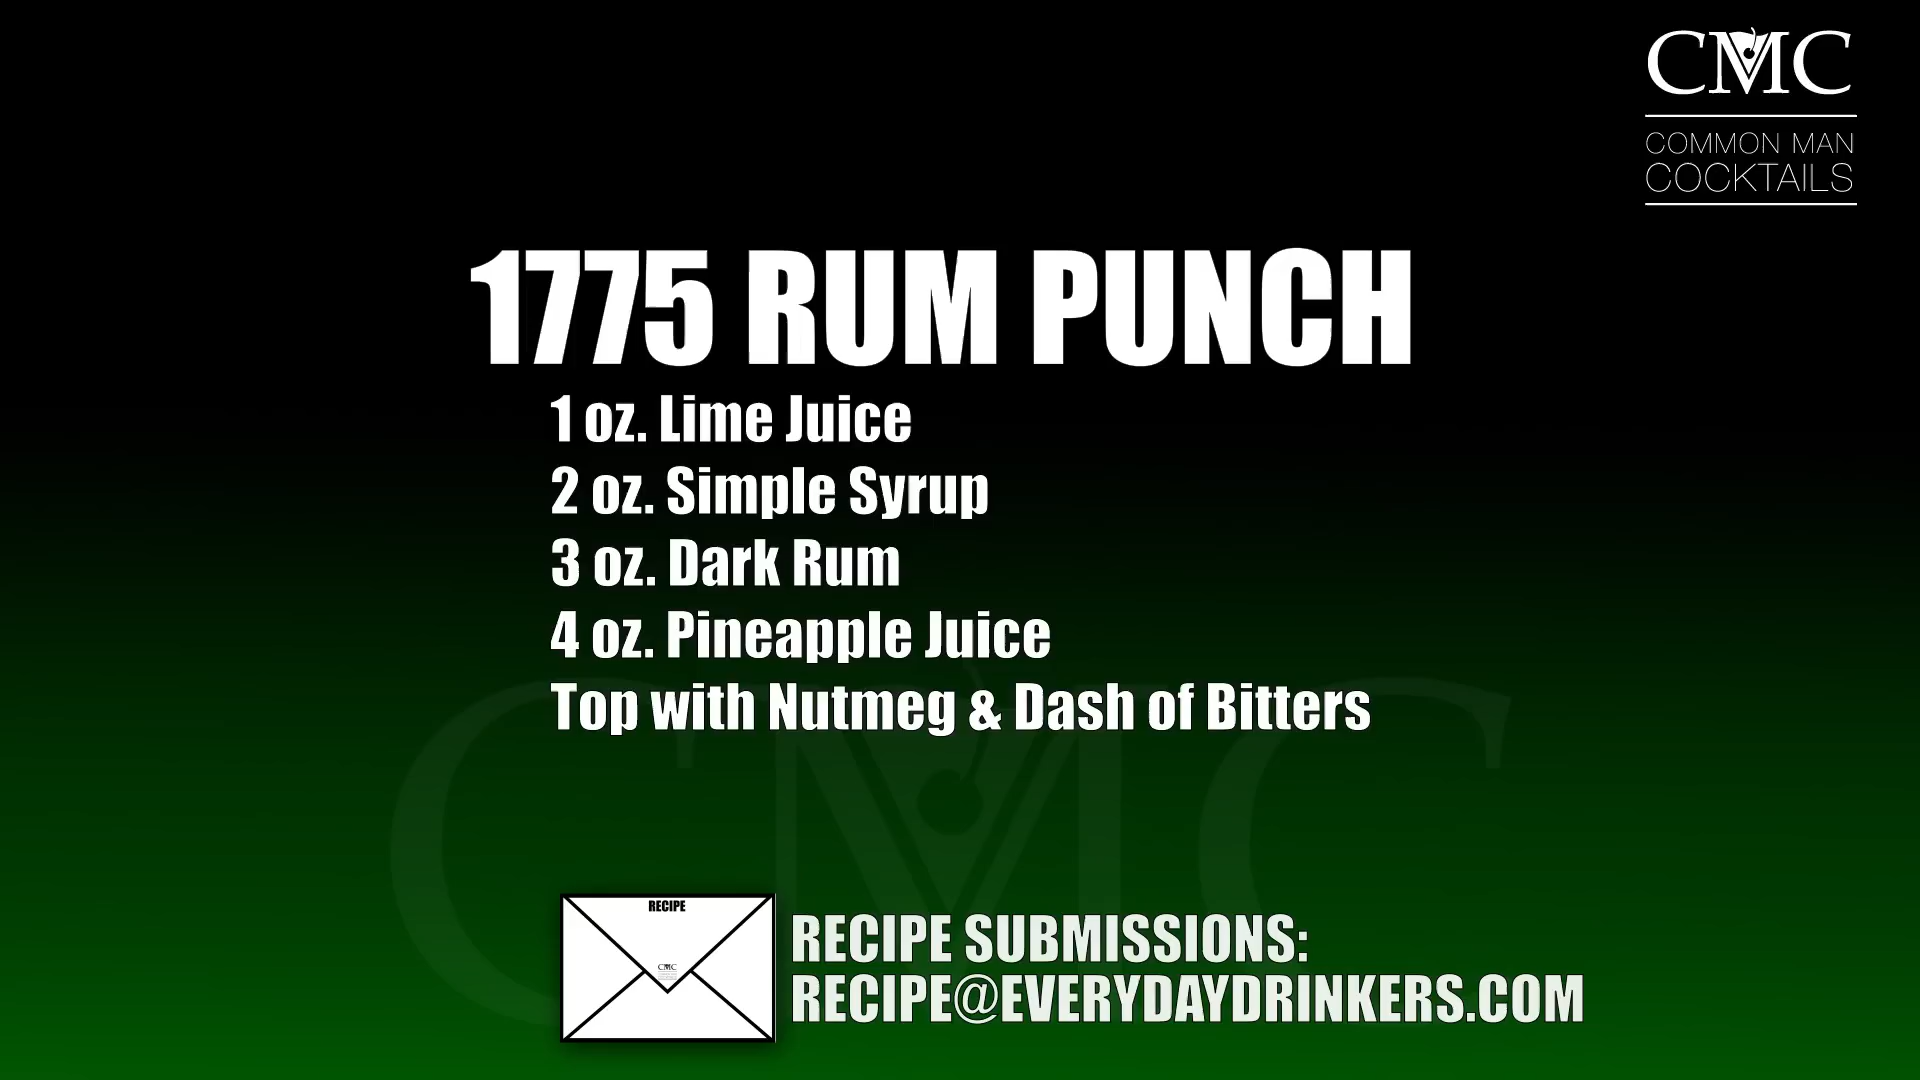 CMC
COMMON MAN
COCKTAILS
1775 RUM PUNCH
1 oz. Lime Juice
2 oz. Simple Syrup
3 oz. Dark Rum
4 oz. Pineapple Juice
Top with Nutmeg & Dash of Bitters
CMC
RECIPE
CMC
RECIPE SUBMISSIONS:
RECIPE@EVERYDAYDRINKERS.COM